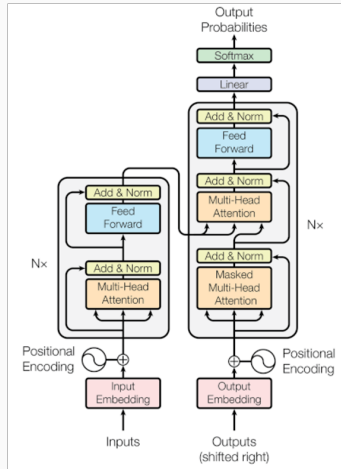 Output
Probabilities
Softmax
Linear
Add & Norm
Feed
Forward
Add & Norm
Multi-Head
Attention
Add & Norm
Masked
Multi-Head
Attention
Nx
Positional
Encoding
Output
Embedding
Outputs
(shifted right)
Add & Norm
Feed
Forward
Add & Norm
Multi-Head
Attention
Nx
Positional
Encoding
Input
Embedding
Inputs